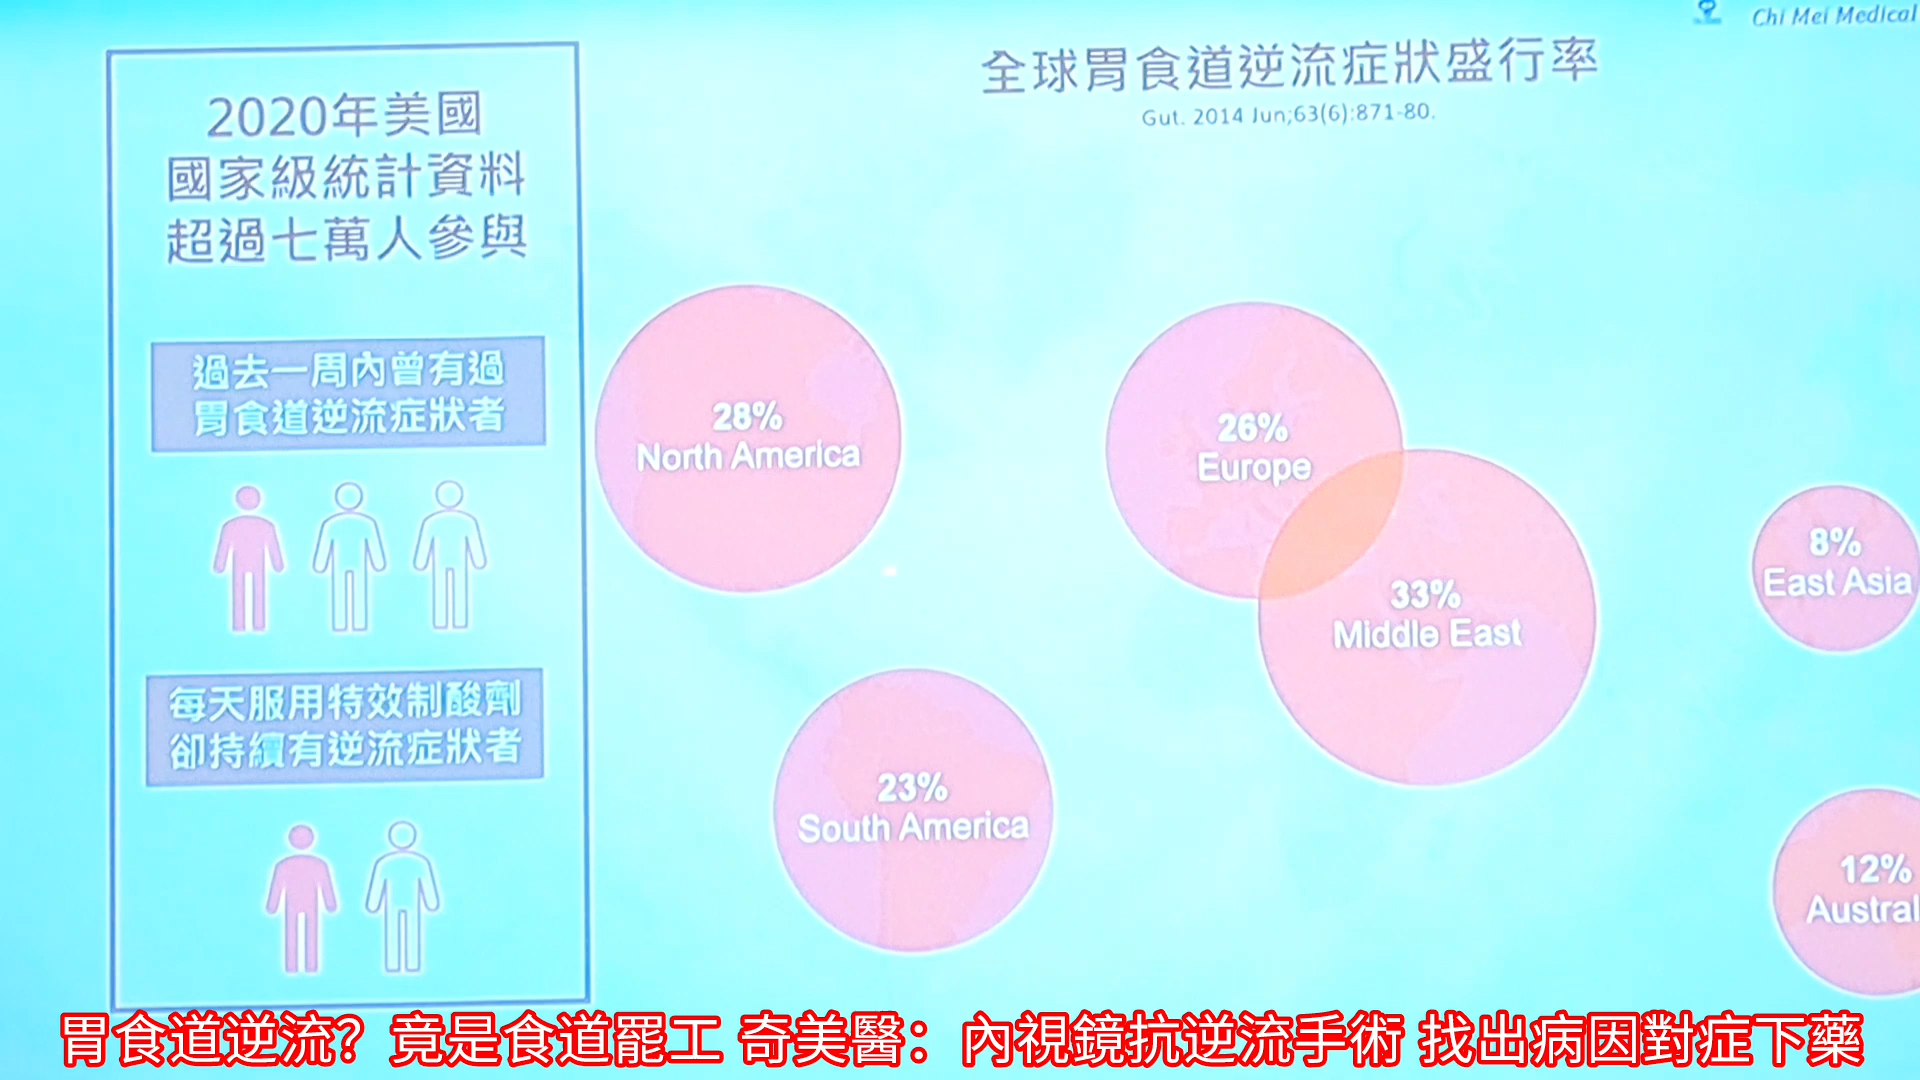 Chi Mei Medical
2020年美國
國家級統計資料
超過七萬人參與
過去一周內曾有過
胃食道逆流症狀者
每天服用特效制酸劑
卻持續有逆流症狀者
全球胃食道逆流症狀盛行率
Gut. 2014 Jun;63(6):871-80.
28%
North America
26%
Europe
33%
Middle East
8%
East Asia
23%
South America
12%
Austral
胃食道逆流？竟是食道罷工 奇美醫：內視鏡抗逆流手術 找出病因對症下藥